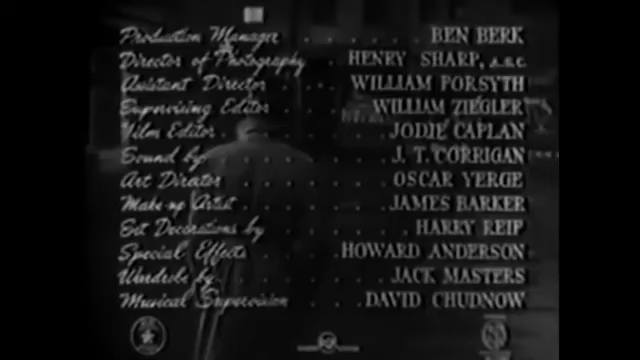 Production Manager . . . . . . BEN BERK
Director of Photography . HENRY SHARP, A.S.C.
Assistant Director . . . . WILLIAM FORSYTH
Supervising Editor . . . . WILLIAM ZIEGLER
Film Editor . . . . . . . . JODIE CAPLAN
Sound by . . . . . . . . J. T. CORRIGAN
Art Director . . . . . . . OSCAR YERGE
Make-up Artist . . . . . . JAMES BARKER
Set Decorations by . . . . . HARRY REIF
Special Effects . . . . HOWARD ANDERSON
Wardrobe by . . . . . . . JACK MASTERS
Musical Supervision . . . DAVID CHUDNOW